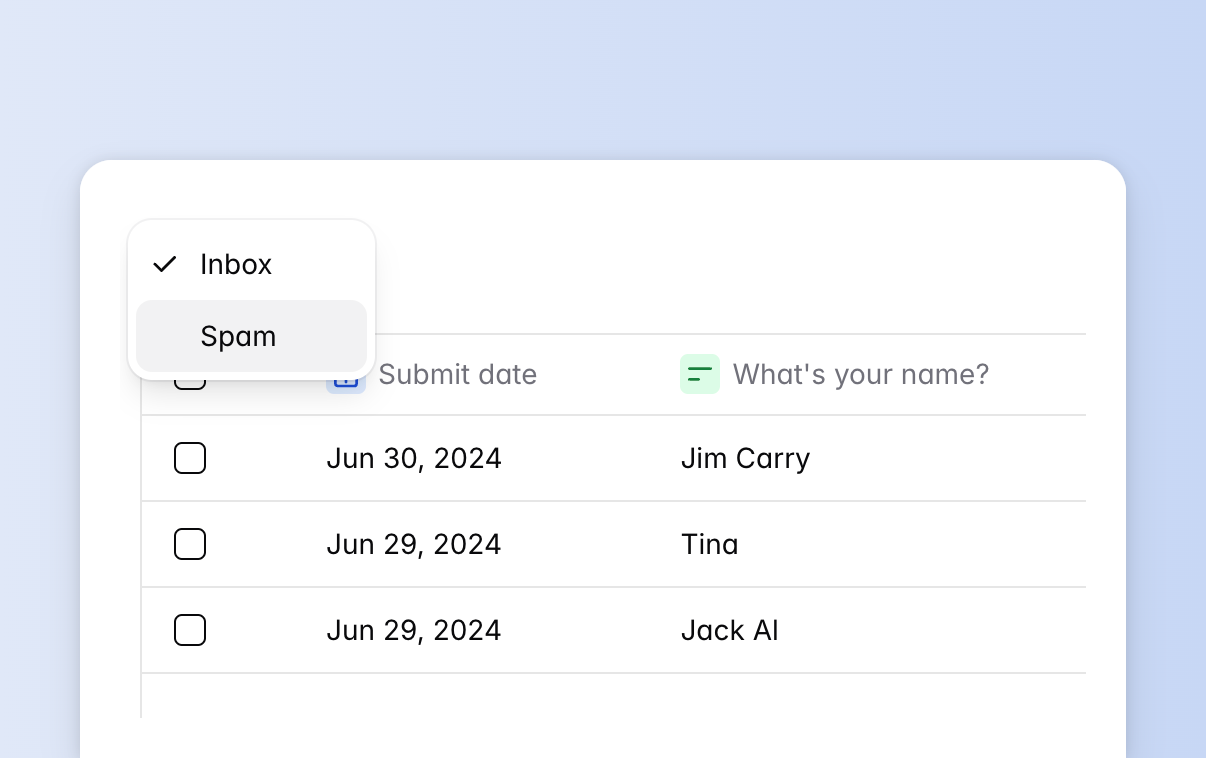 Inbox
Spam
Submit date What's your name?
Jun 30, 2024 Jim Carry
Jun 29, 2024 Tina
Jun 29, 2024 Jack Al